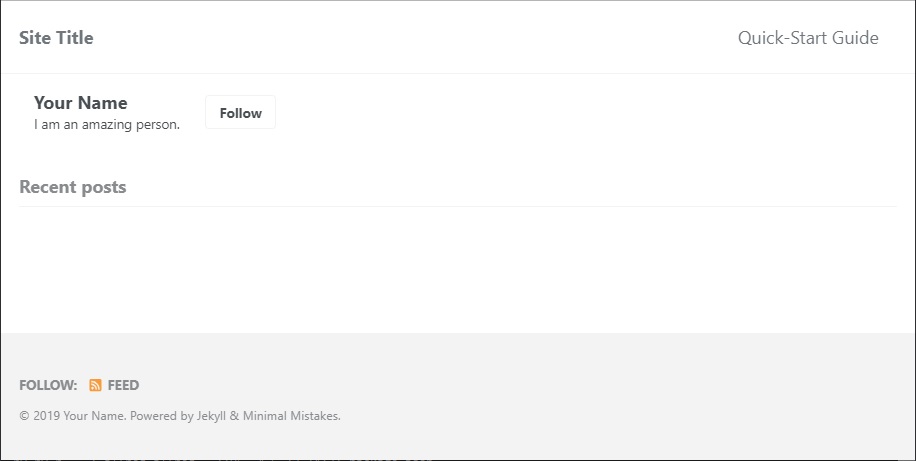 Site Title
Quick-Start Guide
Your Name
I am an amazing person.
Follow
Recent posts
FOLLOW: FEED
© 2019 Your Name. Powered by Jekyll & Minimal Mistakes.